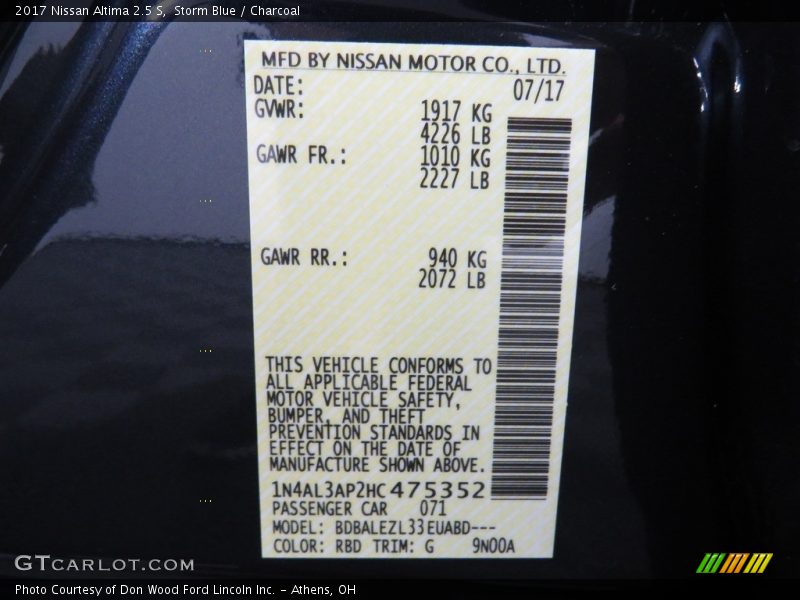 2017 Nissan Altima 2.5 S, Storm Blue / Charcoal
MFD BY NISSAN MOTOR CO., LTD.
DATE: 07/17
GVWR: 1917 KG
4226 LB
GAWR FR.: 1010 KG
2227 LB
GAWR RR.: 940 KG
2072 LB
THIS VEHICLE CONFORMS TO
ALL APPLICABLE FEDERAL
MOTOR VEHICLE SAFETY,
BUMPER, AND THEFT
PREVENTION STANDARDS IN
EFFECT ON THE DATE OF
MANUFACTURE SHOWN ABOVE.
1N4AL3AP2HC475352
PASSENGER CAR 071
MODEL: BDBALEZL33EUABD---
COLOR: RBD TRIM: G 9N00A
GTCARLOT.COM
Photo Courtesy of Don Wood Ford Lincoln Inc. - Athens, OH